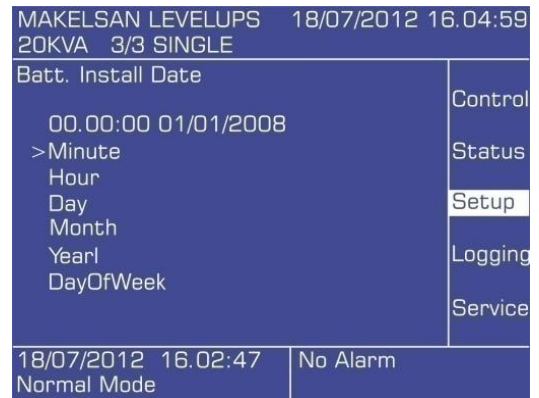 MAKELSAN LEVELUPS 18/07/2012 16.04:59
20KVA 3/3 SINGLE
Batt. Install Date
00.00:00 01/01/2008
>Minute
Hour
Day
Month
Yearl
DayOfWeek
Control
Status
Setup
Logging
Service
18/07/2012 16.02:47
Normal Mode
No Alarm